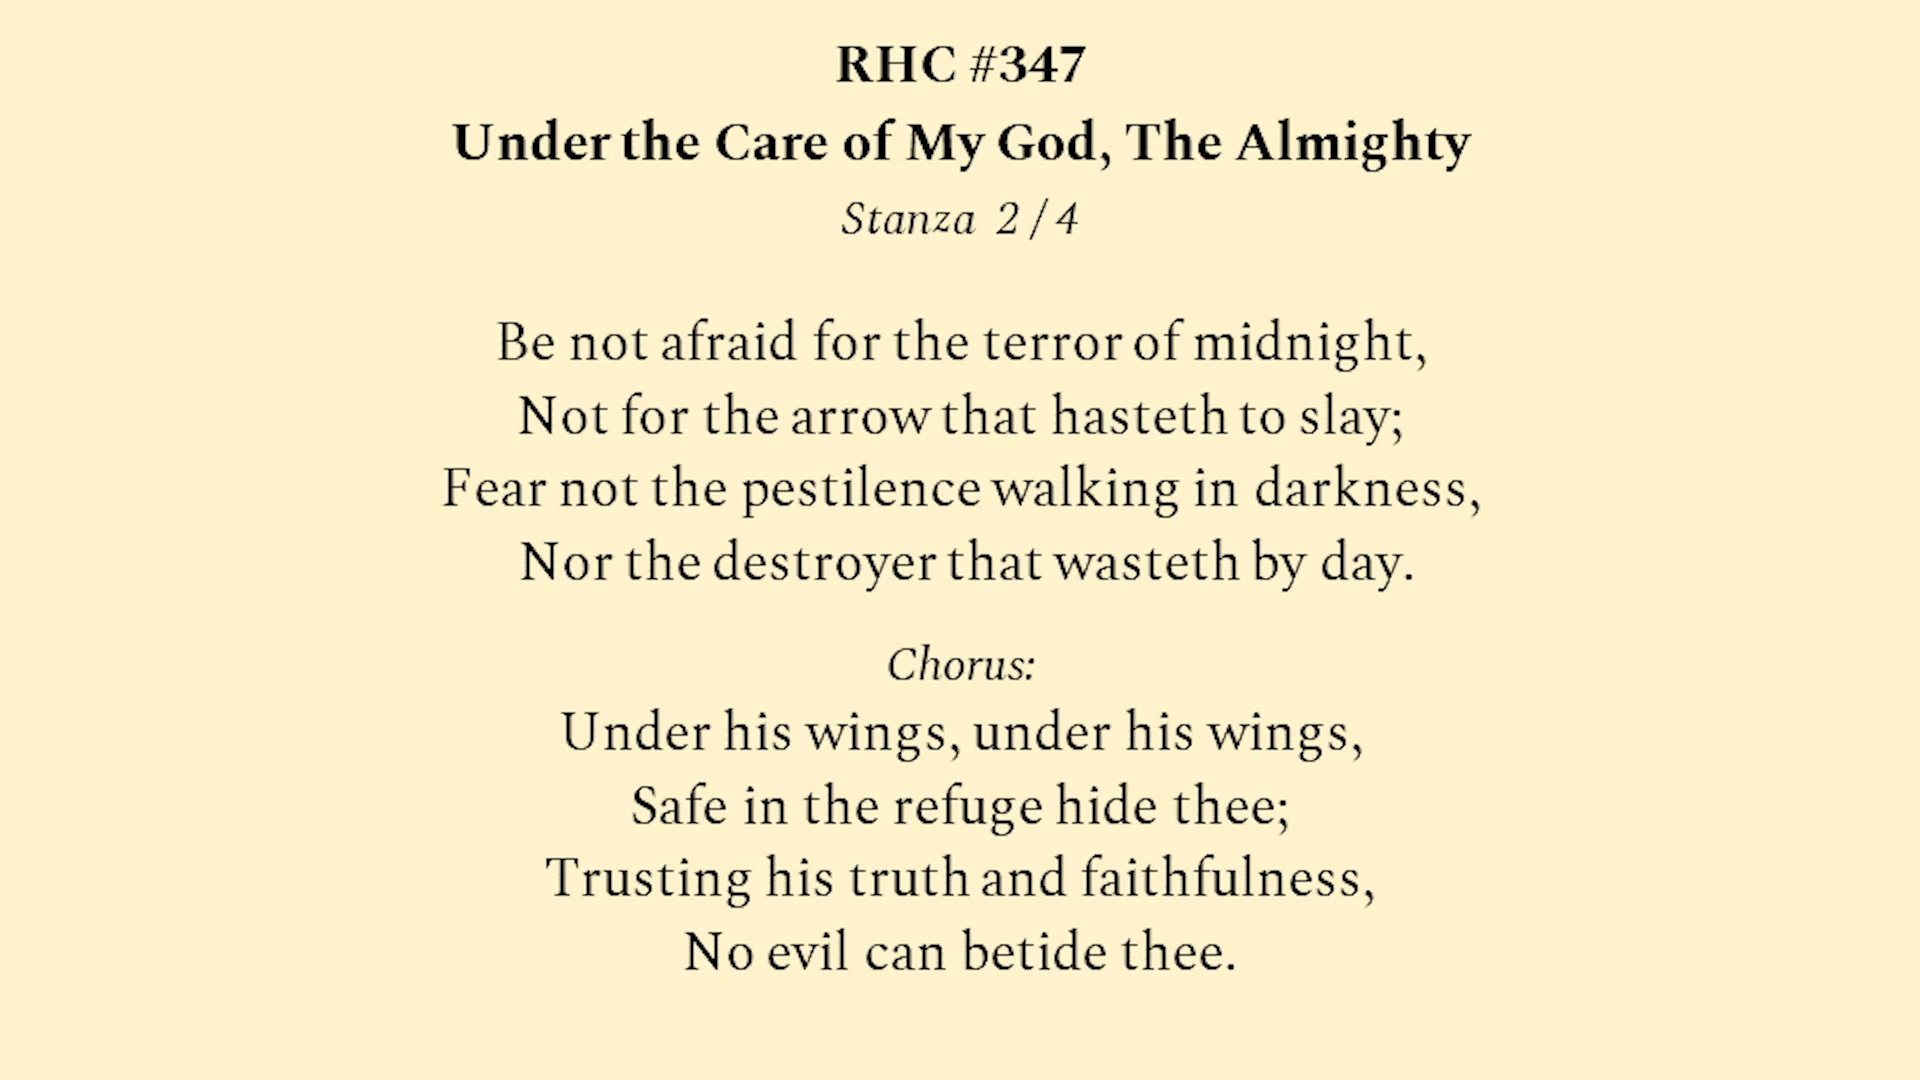 RHC #347
Under the Care of My God, The Almighty
Stanza 2/4
Be not afraid for the terror of midnight,
Not for the arrow that hasteth to slay;
Fear not the pestilence walking in darkness,
Nor the destroyer that wasteth by day.
Chorus:
Under his wings, under his wings,
Safe in the refuge hide thee;
Trusting his truth and faithfulness,
No evil can betide thee.